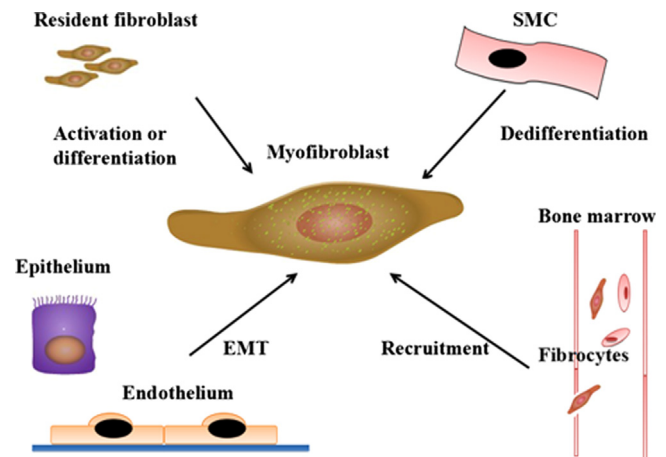 Resident fibroblast
SMC
Activation or
differentiation
Myofibroblast
Dedifferentiation
Bone marrow
Epithelium
EMT
Recruitment
Fibrocytes
Endothelium